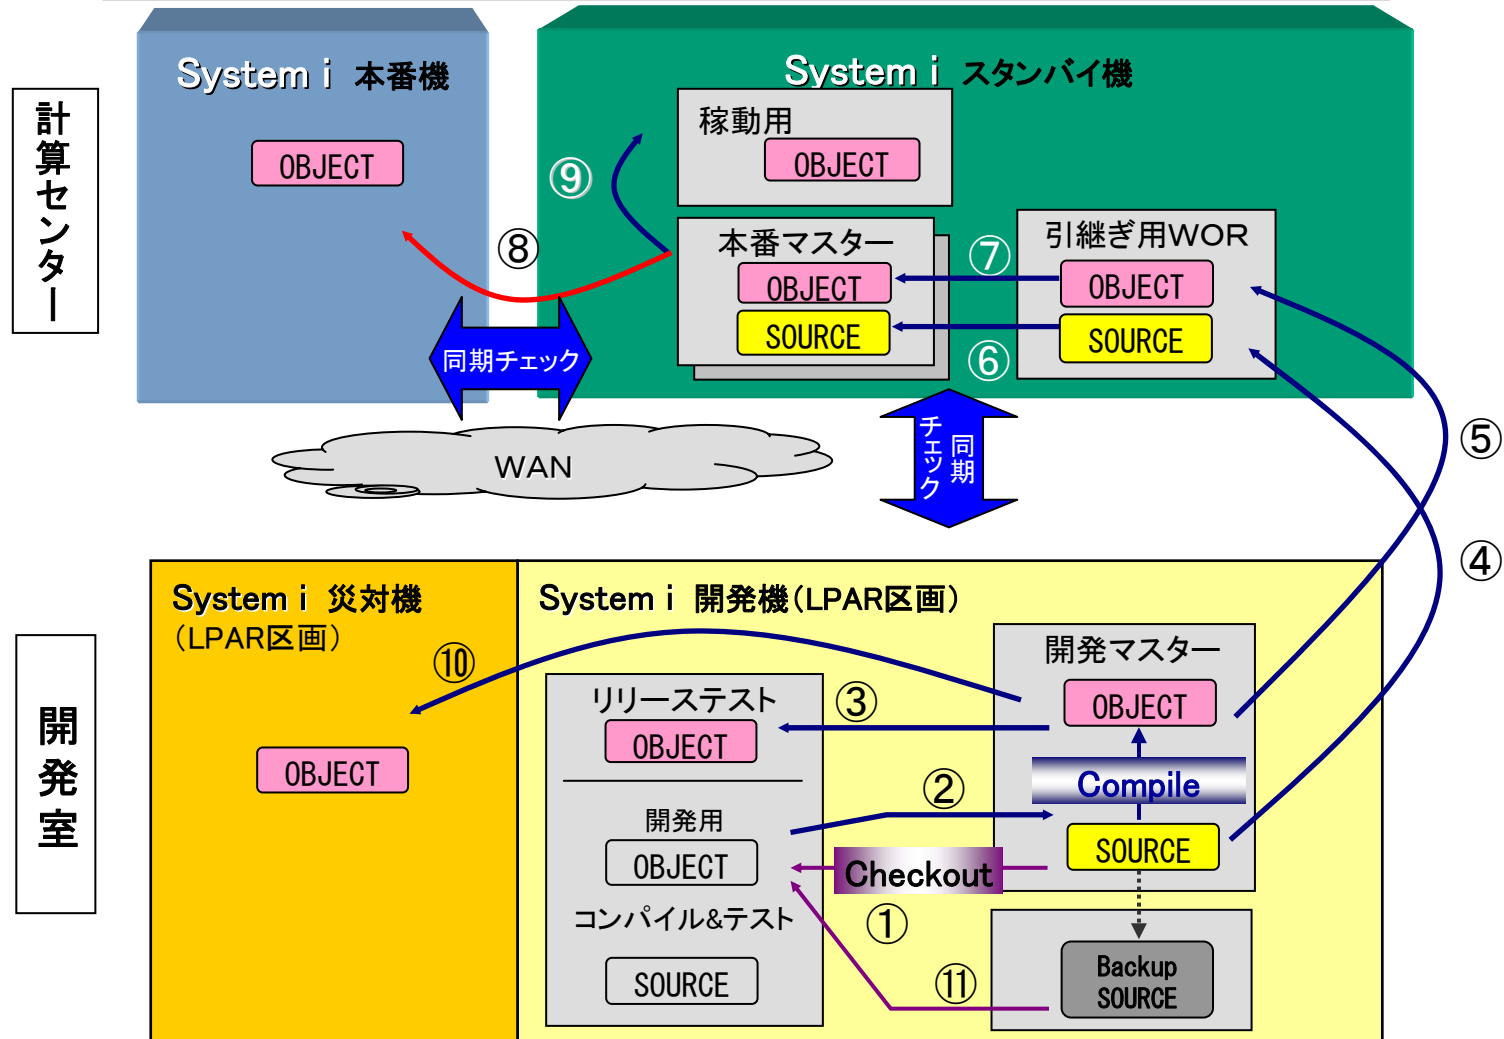 計算センター
System i 本番機
OBJECT
System i スタンバイ機
稼動用
OBJECT
⑨
⑧
本番マスター
OBJECT
SOURCE
⑦
⑥
引継ぎ用WOR
OBJECT
SOURCE
同期チェック
WAN
同期
チェック
⑤
④
開発室
System i 災対機
(LPAR区画)
OBJECT
⑩
System i 開発機(LPAR区画)
リリーステスト
OBJECT
③
開発マスター
OBJECT
Compile
SOURCE
②
開発用
OBJECT
Checkout
①
コンパイル&テスト
SOURCE
⑪
Backup
SOURCE